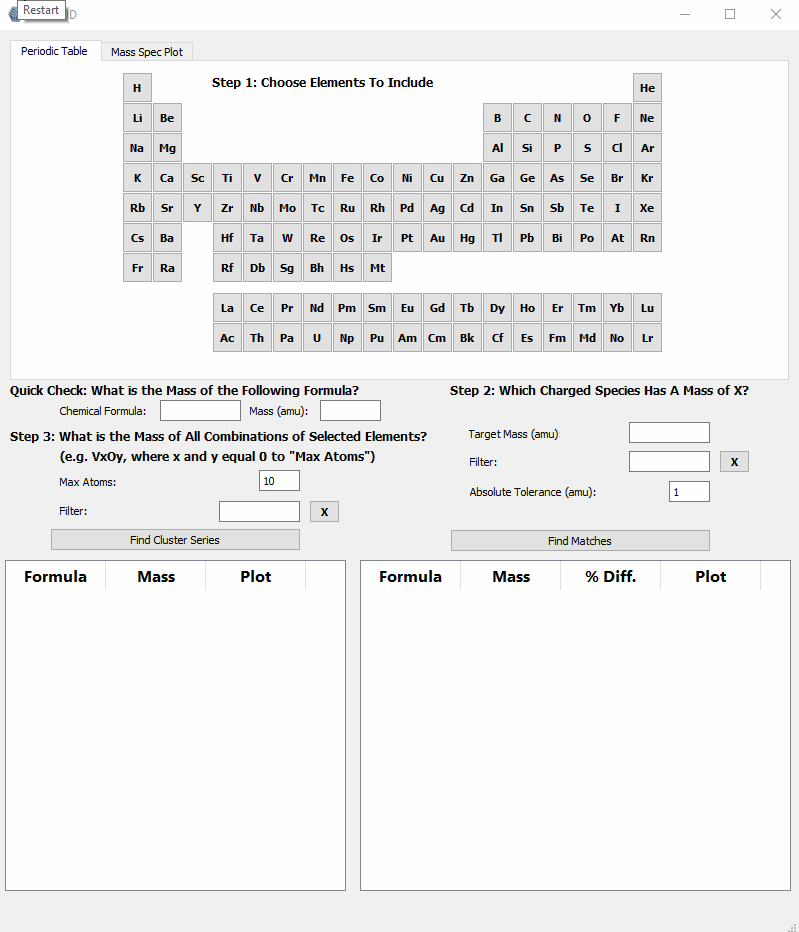 Restart
D
Periodic Table Mass Spec Plot
Step 1: Choose Elements To Include
H He
Li Be B C N O F Ne
Na Mg Al Si P S Cl Ar
K Ca Sc Ti V Cr Mn Fe Co Ni Cu Zn Ga Ge As Se Br Kr
Rb Sr Y Zr Nb Mo Tc Ru Rh Pd Ag Cd In Sn Sb Te I Xe
Cs Ba Hf Ta W Re Os Ir Pt Au Hg Tl Pb Bi Po At Rn
Fr Ra Rf Db Sg Bh Hs Mt
La Ce Pr Nd Pm Sm Eu Gd Tb Dy Ho Er Tm Yb Lu
Ac Th Pa U Np Pu Am Cm Bk Cf Es Fm Md No Lr
Quick Check: What is the Mass of the Following Formula?
Chemical Formula: Mass (amu):
Step 3: What is the Mass of All Combinations of Selected Elements?
(e.g. VxOy, where x and y equal 0 to "Max Atoms")
Max Atoms: 10
Filter: X
Find Cluster Series
Step 2: Which Charged Species Has A Mass of X?
Target Mass (amu):
Filter: X
Absolute Tolerance (amu): 1
Find Matches
Formula Mass Plot
Formula Mass % Diff. Plot